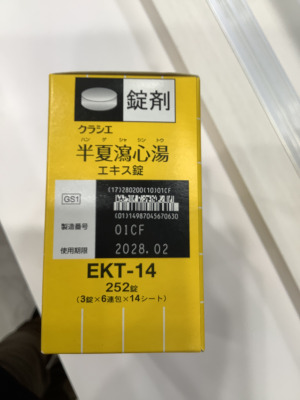 錠剤
クラシエ
ハン ゲ シャ シン トウ
半夏瀉心湯
エキス錠
(17)280200(10)01CF
GS1
(01)14987045670630
製造番号
01CF
使用期限
2028.02
EKT-14
252錠
(3錠×6連包×14シート)